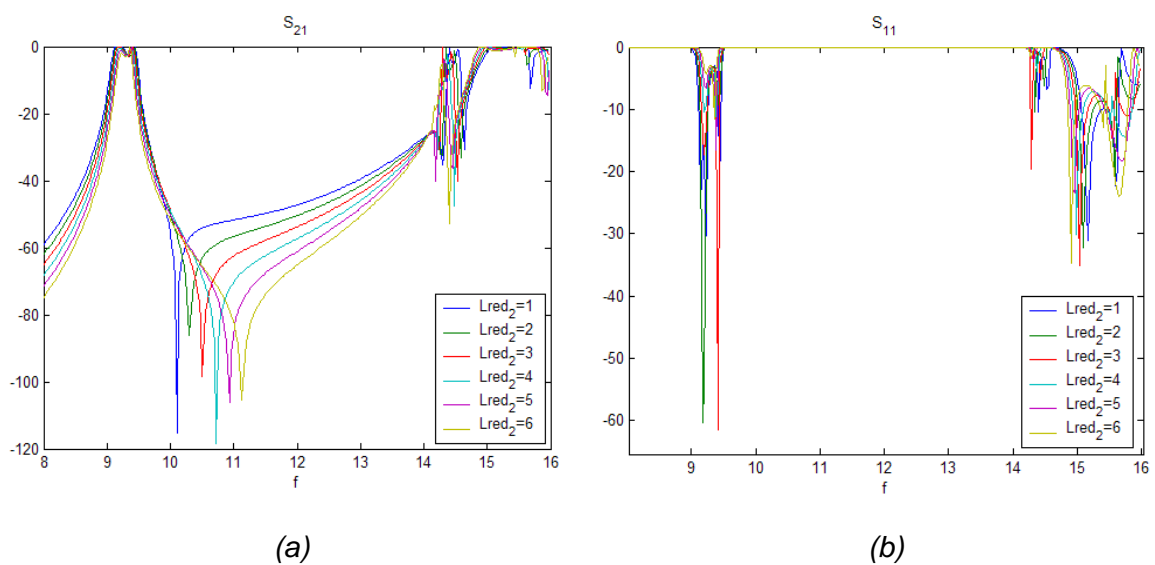 S21
0
-20
-40
-60
-80
-100
-120
8 9 10 11 12 13 14 15 16
f
Lred2=1
Lred2=2
Lred2=3
Lred2=4
Lred2=5
Lred2=6
(a)
S11
0
-10
-20
-30
-40
-50
-60
9 10 11 12 13 14 15 16
f
Lred2=1
Lred2=2
Lred2=3
Lred2=4
Lred2=5
Lred2=6
(b)